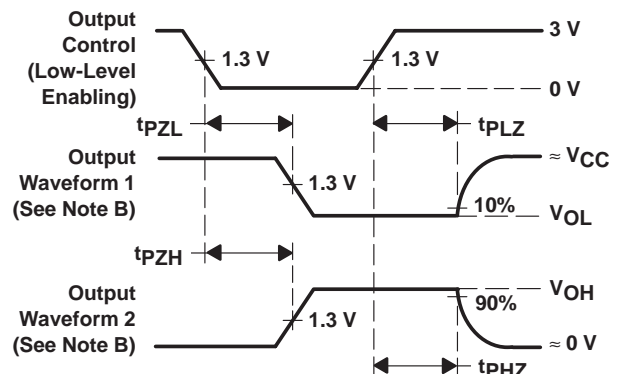 Output
Control
(Low-Level
Enabling)
1.3 V
1.3 V
3 V
0 V
tPZL
tPLZ
Output
Waveform 1
(See Note B)
1.3 V
10%
≈ VCC
VOL
tPZH
Output
Waveform 2
(See Note B)
1.3 V
90%
VOH
≈ 0 V
tPHZ